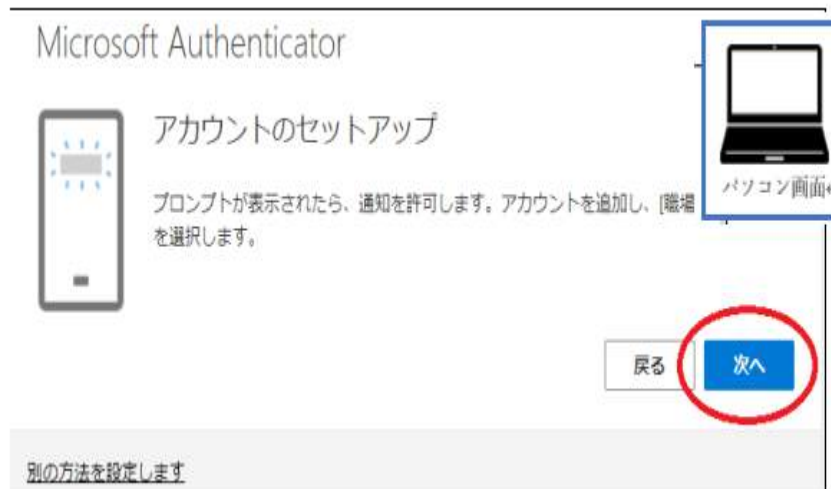 Microsoft Authenticator
アカウントのセットアップ
パソコン画面
プロンプトが表示されたら、通知を許可します。アカウントを追加し、[職場
を選択します。
戻る
次へ
別の方法を設定します